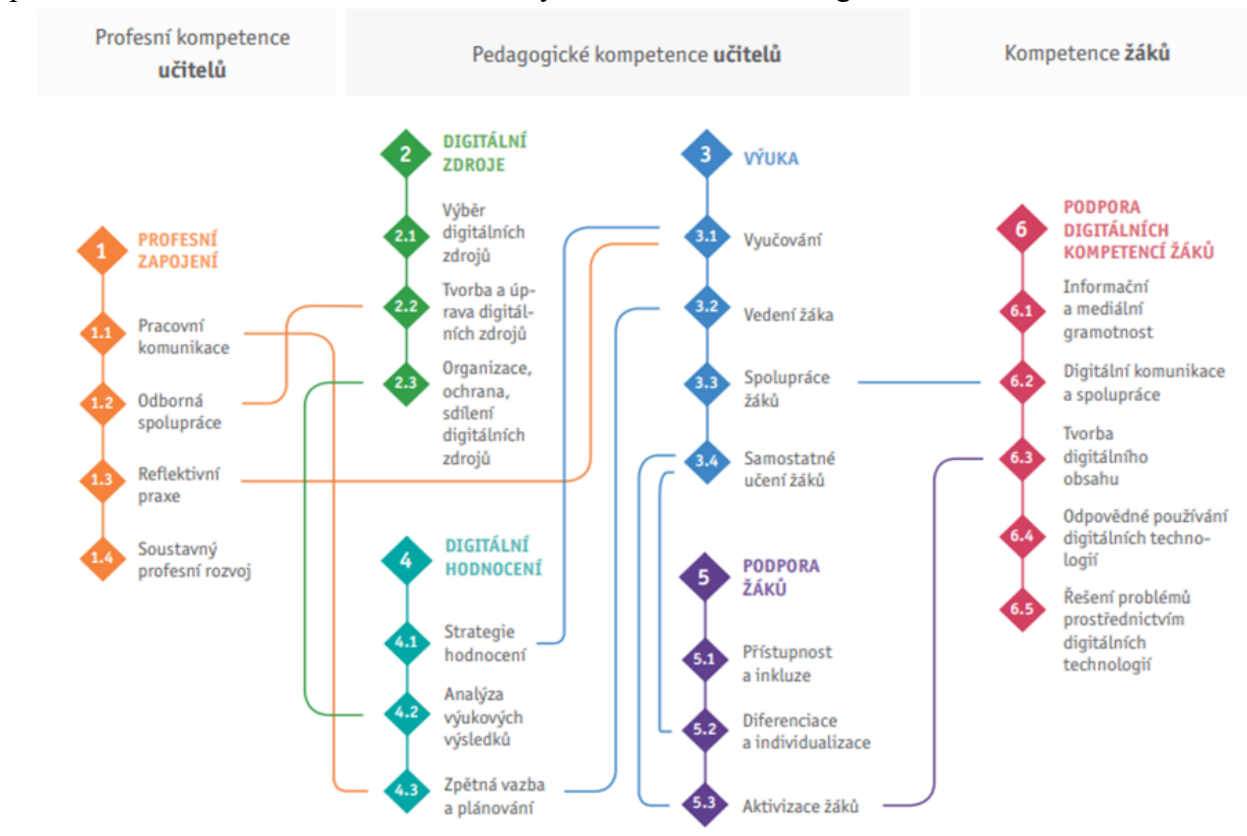 Profesní kompetence
učitelů
Pedagogické kompetence učitelů
Kompetence žáků
1
PROFESNÍ
ZAPOJENÍ
1.1
Pracovní
komunikace
1.2
Odborná
spolupráce
1.3
Reflektivní
praxe
1.4
Soustavný
profesní rozvoj
2
DIGITÁLNÍ
ZDROJE
2.1
Výběr
digitálních
zdrojů
2.2
Tvorba a úp-
rava digitál-
ních zdrojů
2.3
Organizace,
ochrana,
sdílení
digitálních
zdrojů
4
DIGITÁLNÍ
HODNOCENÍ
4.1
Strategie
hodnocení
4.2
Analýza
výukových
výsledků
4.3
Zpětná vazba
a plánování
3
VÝUKA
3.1
Vyučování
3.2
Vedení žáka
3.3
Spolupráce
žáků
3.4
Samostatné
učení žáků
5
PODPORA
ŽÁKŮ
5.1
Přístupnost
a inkluze
5.2
Diferenciace
a individualizace
5.3
Aktivizace žáků
6
PODPORA
DIGITÁLNÍCH
KOMPETENCÍ ŽÁKŮ
6.1
Informační
a mediální
gramotnost
6.2
Digitální komunikace
a spolupráce
6.3
Tvorba
digitálního
obsahu
6.4
Odpovědné používání
digitálních techno-
logií
6.5
Řešení problémů
prostřednictvím
digitálních
technologií